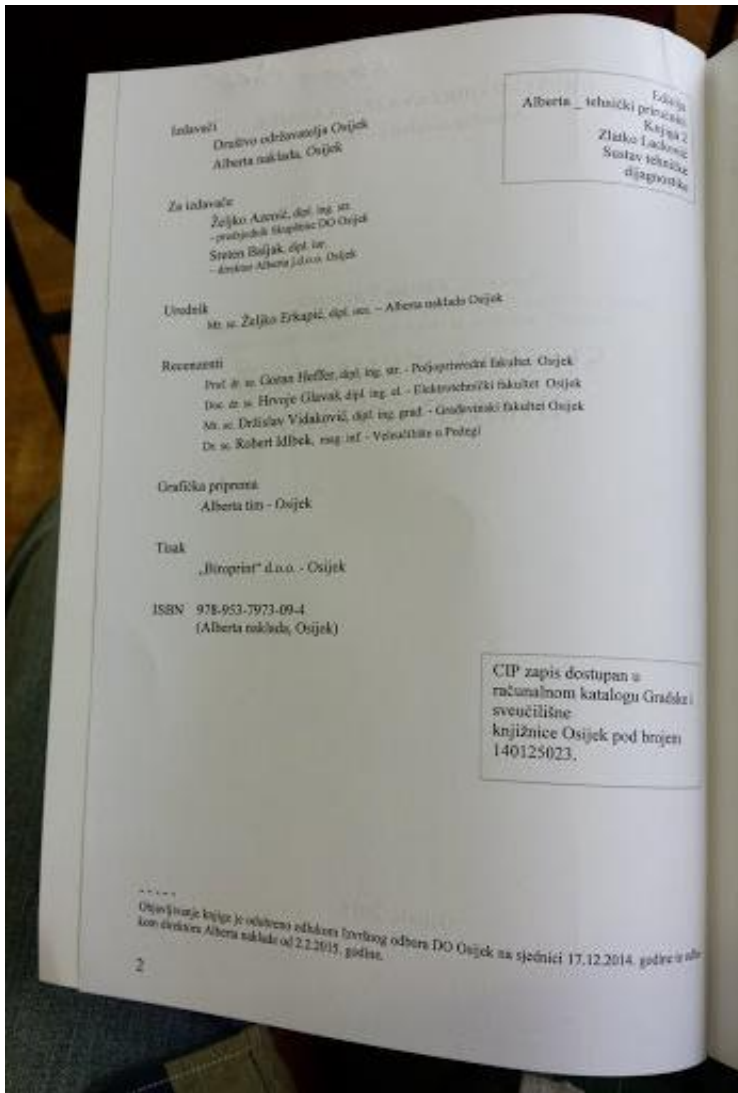 Izdavači
Društvo održavatelja Osijek
Alberta naklada, Osijek
Edicija
Alberta _ tehnički priručnici
Knjiga 2
Zlatko Lacković
Sustav tehničke
dijagnostike
Za izdavače
Željko Azenić, dipl. ing. str.
- predsjednik Skupštine DO Osijek
Sreten Baljak, dipl. iur.
- direktor Alberta j.d.o.o. Osijek
Urednik
Mr. sc. Željko Erkapić, dipl. oec. – Alberta naklada Osijek
Recenzenti
Prof. dr. sc. Goran Heffer, dipl. ing. str. - Poljoprivredni fakultet Osijek
Doc. dr. sc. Hrvoje Glavaš, dipl. ing. el. - Elektrotehnički fakultet Osijek
Mr. sc. Držislav Vidaković, dipl. ing. grad. - Građevinski fakultet Osijek
Dr. sc. Robert Idlbek, mag. inf. - Veleučilište u Požegi
Grafička priprema
Alberta tim - Osijek
Tisak
„Biroprint“ d.o.o. - Osijek
ISBN 978-953-7973-09-4
(Alberta naklada, Osijek)
CIP zapis dostupan u
računalnom katalogu Gradske i
sveučilišne
knjižnice Osijek pod brojem
140125023.
-----
Objavljivanje knjige je odobreno odlukom Izvršnog odbora DO Osijek na sjednici 17.12.2014. godine i
kom direktora Alberta naklade od 2.2.2015. godine.
2